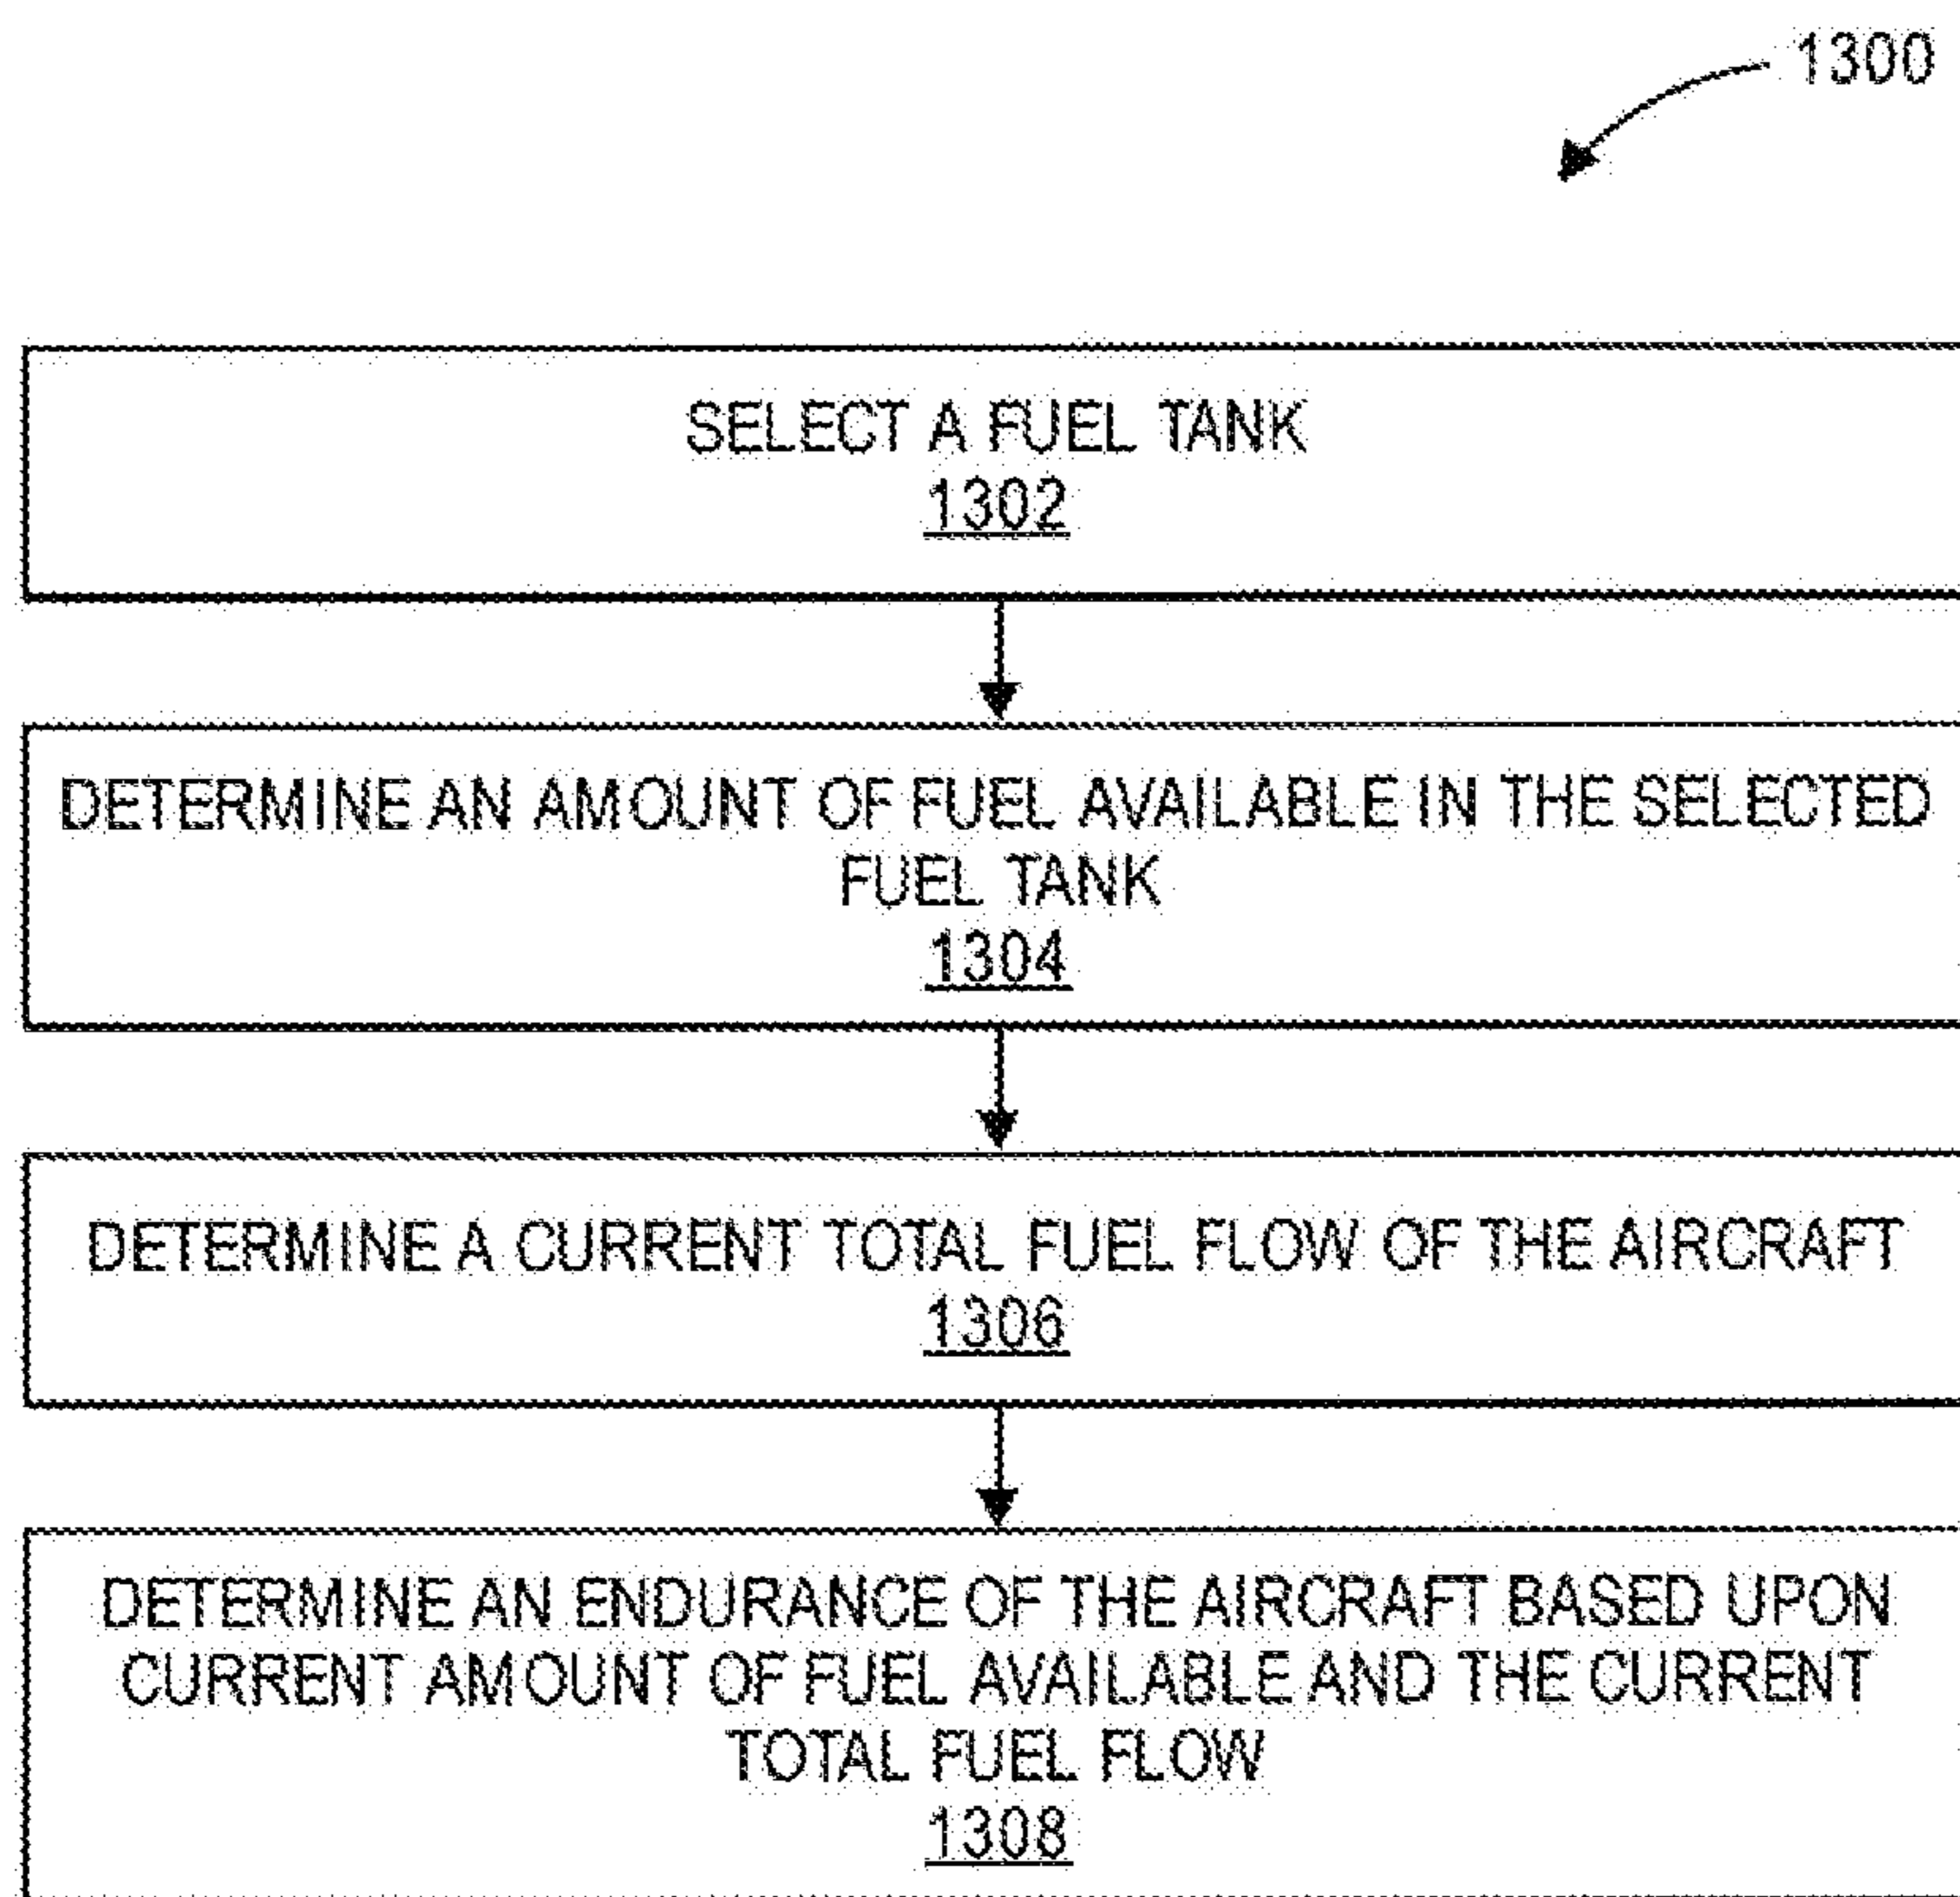 1300
SELECT A FUEL TANK
1302
DETERMINE AN AMOUNT OF FUEL AVAILABLE IN THE SELECTED
FUEL TANK
1304
DETERMINE A CURRENT TOTAL FUEL FLOW OF THE AIRCRAFT
1306
DETERMINE AN ENDURANCE OF THE AIRCRAFT BASED UPON
CURRENT AMOUNT OF FUEL AVAILABLE AND THE CURRENT
TOTAL FUEL FLOW
1308